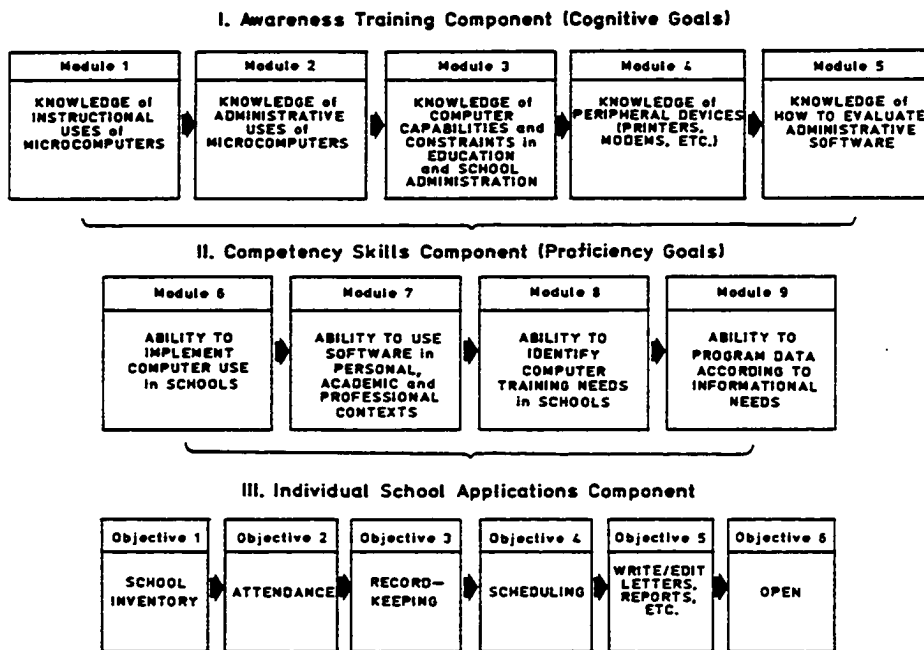 I. Awareness Training Component (Cognitive Goals)
Module 1
KNOWLEDGE of
INSTRUCTIONAL
USES of
MICROCOMPUTERS
Module 2
KNOWLEDGE of
ADMINISTRATIVE
USES of
MICROCOMPUTERS
Module 3
KNOWLEDGE of
COMPUTER
CAPABILITIES and
CONSTRAINTS in
EDUCATION
and SCHOOL
ADMINISTRATION
Module 4
KNOWLEDGE of
PERIPHERAL DEVICES
(PRINTERS,
MODEMS, ETC.)
Module 5
KNOWLEDGE of
HOW TO EVALUATE
ADMINISTRATIVE
SOFTWARE
II. Competency Skills Component (Proficiency Goals)
Module 6
ABILITY TO
IMPLEMENT
COMPUTER USE
in SCHOOLS
Module 7
ABILITY TO USE
SOFTWARE in
PERSONAL,
ACADEMIC and
PROFESSIONAL
CONTEXTS
Module 8
ABILITY TO
IDENTIFY
COMPUTER
TRAINING NEEDS
in SCHOOLS
Module 9
ABILITY TO
PROGRAM DATA
ACCORDING TO
INFORMATIONAL
NEEDS
III. Individual School Applications Component
Objective 1
SCHOOL
INVENTORY
Objective 2
ATTENDANCE
Objective 3
RECORD-
KEEPING
Objective 4
SCHEDULING
Objective 5
WRITE/EDIT
LETTERS,
REPORTS,
ETC.
Objective 6
OPEN